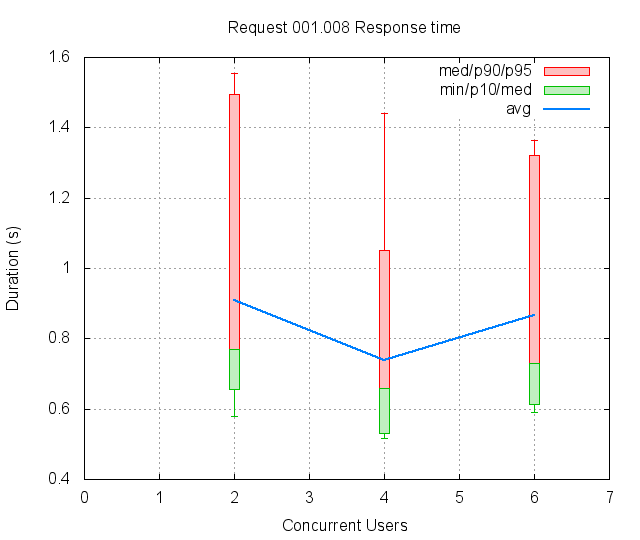 Request 001.008 Response time
med/p90/p95
min/p10/med
avg
1.6
1.4
1.2
1
0.8
0.6
0.4
Duration (s)
0 1 2 3 4 5 6 7
Concurrent Users